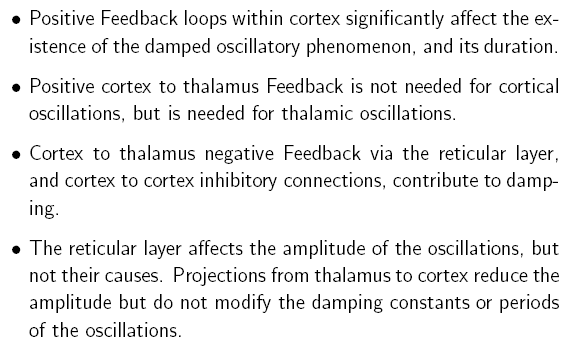 • Positive Feedback loops within cortex significantly affect the ex-
istence of the damped oscillatory phenomenon, and its duration.
• Positive cortex to thalamus Feedback is not needed for cortical
oscillations, but is needed for thalamic oscillations.
• Cortex to thalamus negative Feedback via the reticular layer,
and cortex to cortex inhibitory connections, contribute to damp-
ing.
• The reticular layer affects the amplitude of the oscillations, but
not their causes. Projections from thalamus to cortex reduce the
amplitude but do not modify the damping constants or periods
of the oscillations.